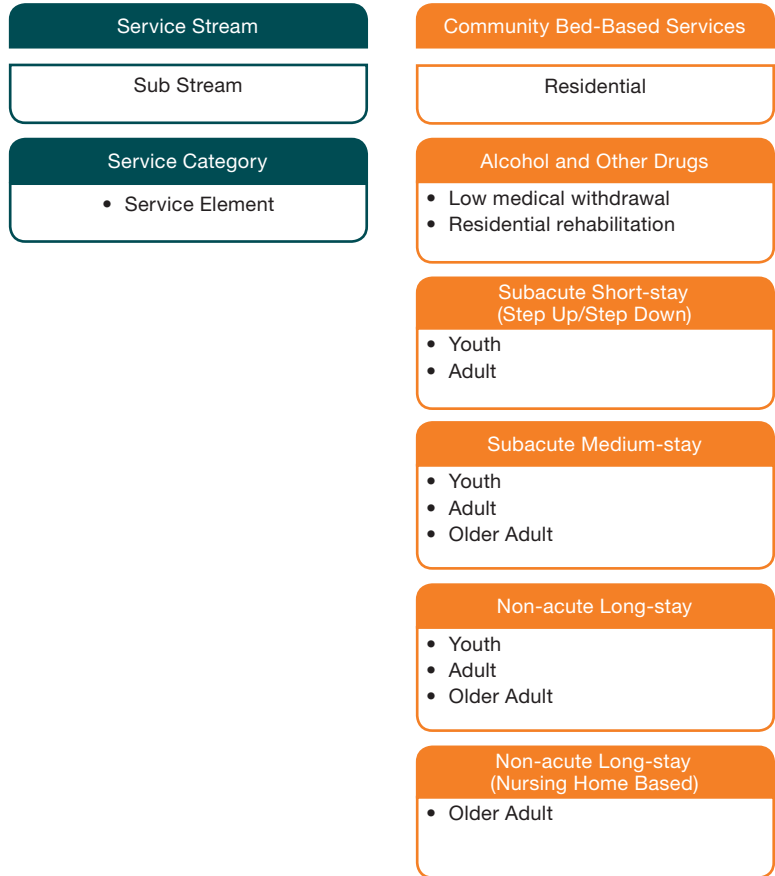 Service Stream
Sub Stream
Service Category
• Service Element
Community Bed-Based Services
Residential
Alcohol and Other Drugs
• Low medical withdrawal
• Residential rehabilitation
Subacute Short-stay
(Step Up/Step Down)
• Youth
• Adult
Subacute Medium-stay
• Youth
• Adult
• Older Adult
Non-acute Long-stay
• Youth
• Adult
• Older Adult
Non-acute Long-stay
(Nursing Home Based)
• Older Adult